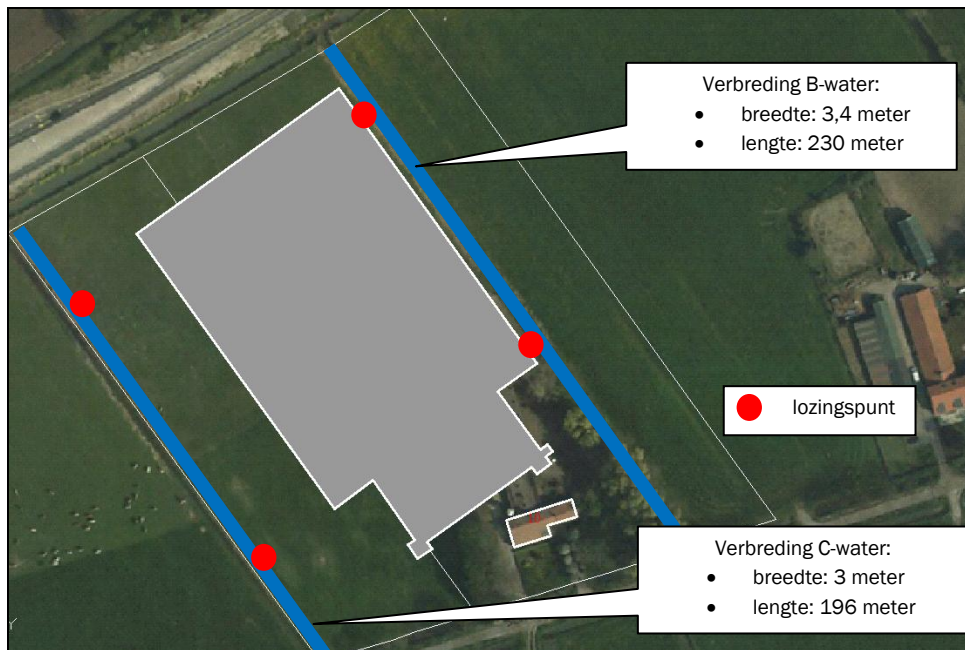 Verbreding B-water:
• breedte: 3,4 meter
• lengte: 230 meter
lozingspunt
Verbreding C-water:
• breedte: 3 meter
• lengte: 196 meter
Y